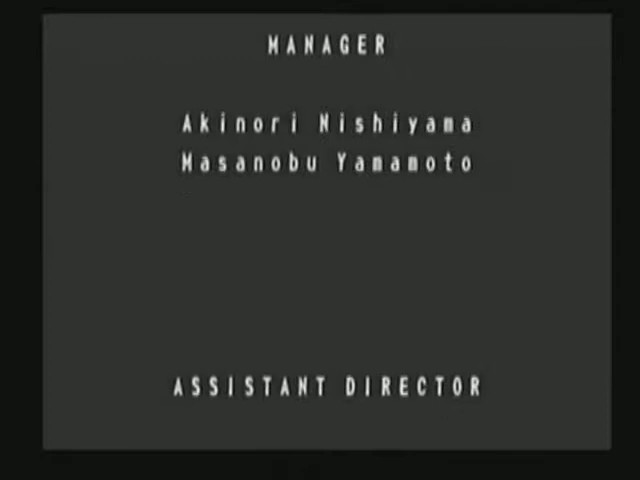 MANAGER
Akinori Nishiyama
Masanobu Yamamoto
ASSISTANT DIRECTOR